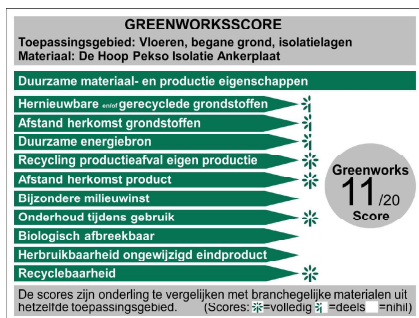 GREENWORKSSCORE
Toepassingsgebied: Vloeren, begane grond, isolatielagen
Materiaal: De Hoop Pekso Isolatie Ankerplaat
Duurzame materiaal- en productie eigenschappen
Hernieuwbare en/of gerecyclede grondstoffen
Afstand herkomst grondstoffen
Duurzame energiebron
Recycling productieafval eigen productie
Afstand herkomst product
Bijzondere milieuwinst
Onderhoud tijdens gebruik
Biologisch afbreekbaar
Herbruikbaarheid ongewijzigd eindproduct
Recyclebaarheid
Greenworks
11/20
Score
De scores zijn onderling te vergelijken met branchegelijke materialen uit
hetzelfde toepassingsgebied. (Scores: =volledig =deels =nihil)